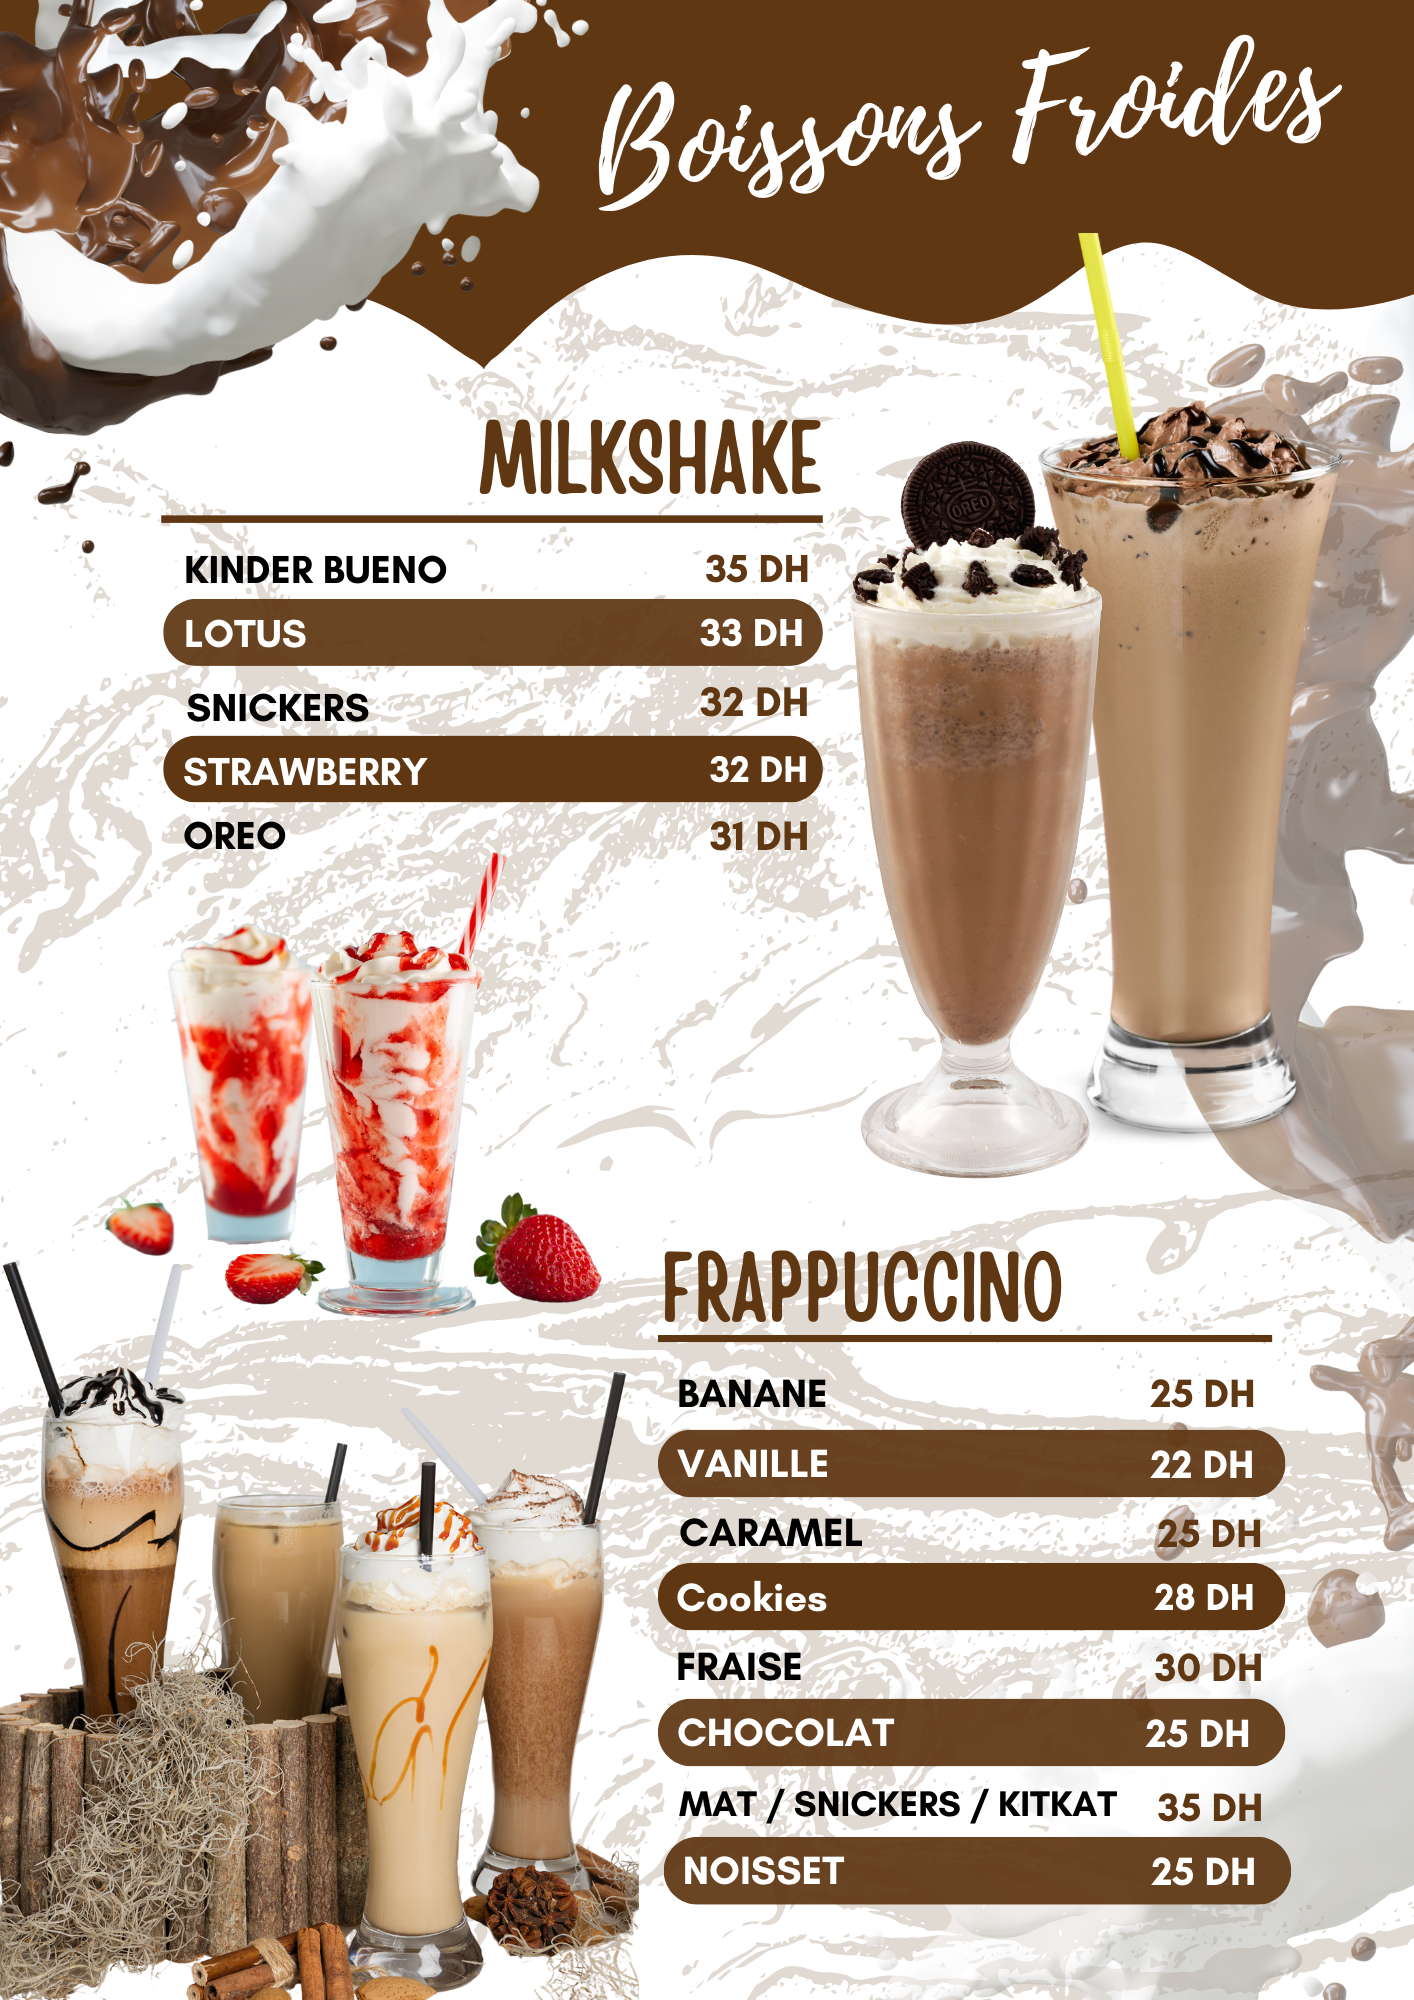 Boissons Froides
MILKSHAKE
KINDER BUENO 35 DH
LOTUS 33 DH
SNICKERS 32 DH
STRAWBERRY 32 DH
OREO 31 DH
OREO
FRAPPUCCINO
BANANE 25 DH
VANILLE 22 DH
CARAMEL 25 DH
Cookies 28 DH
FRAISE 30 DH
CHOCOLAT 25 DH
MAT / SNICKERS / KITKAT 35 DH
NOISSET 25 DH